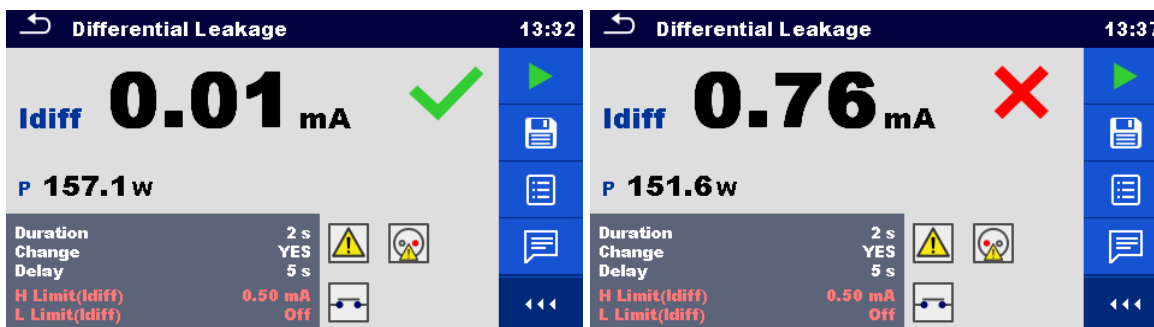 Differential Leakage 13:32
Idiff 0.01 mA
P 157.1 W
Duration 2 s
Change YES
Delay 5 s
H Limit(Idiff) 0.50 mA
L Limit(Idiff) Off
Differential Leakage 13:37
Idiff 0.76 mA
P 151.6 W
Duration 2 s
Change YES
Delay 5 s
H Limit(Idiff) 0.50 mA
L Limit(Idiff) Off